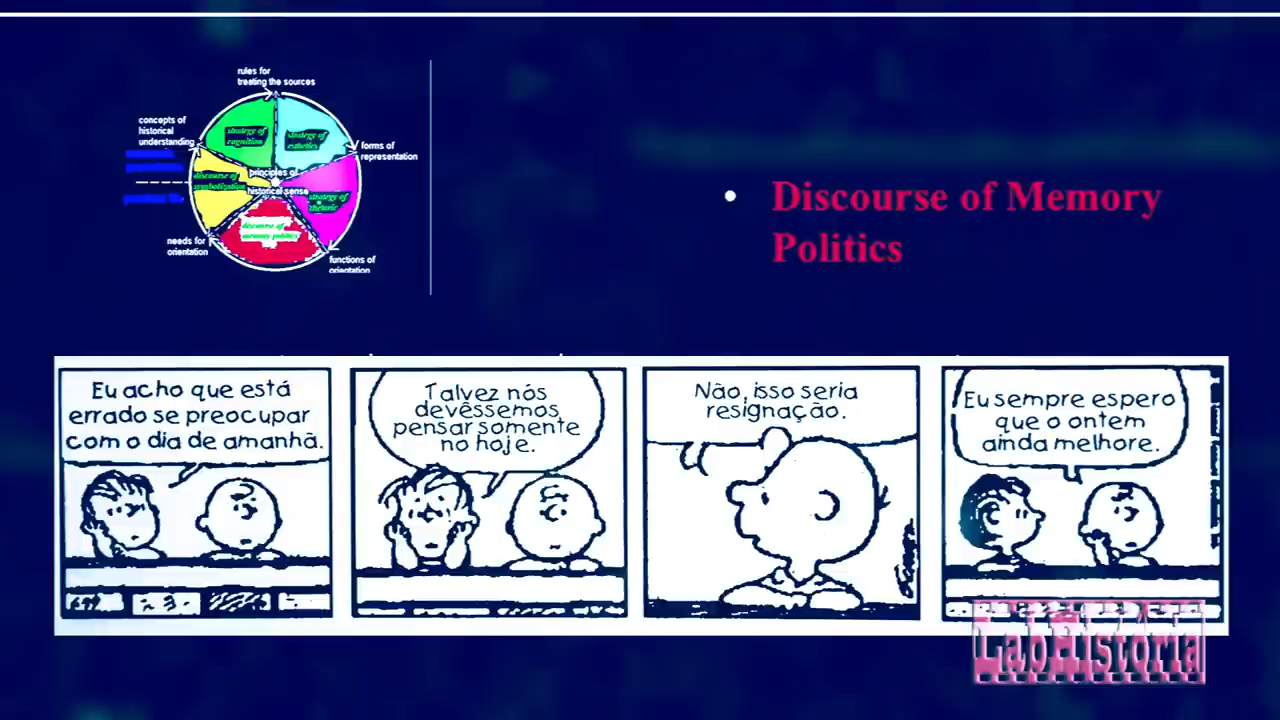 rules for
treating the sources
concepts of
historical
understanding
forms of
representation
strategy of
cognition
strategy of
esthetics
principles of
historical sense
discourse of
symbolization
strategy of
rhetoric
discourse of
memory politics
needs for
orientation
functions of
orientation
• Discourse of Memory
Politics
Eu acho que está
errado se preocupar
com o dia de amanhã.
Talvez nós
devêssemos
pensar somente
no hoje.
Não, isso seria
resignação.
Eu sempre espero
que o ontem
ainda melhore.
LabHistória